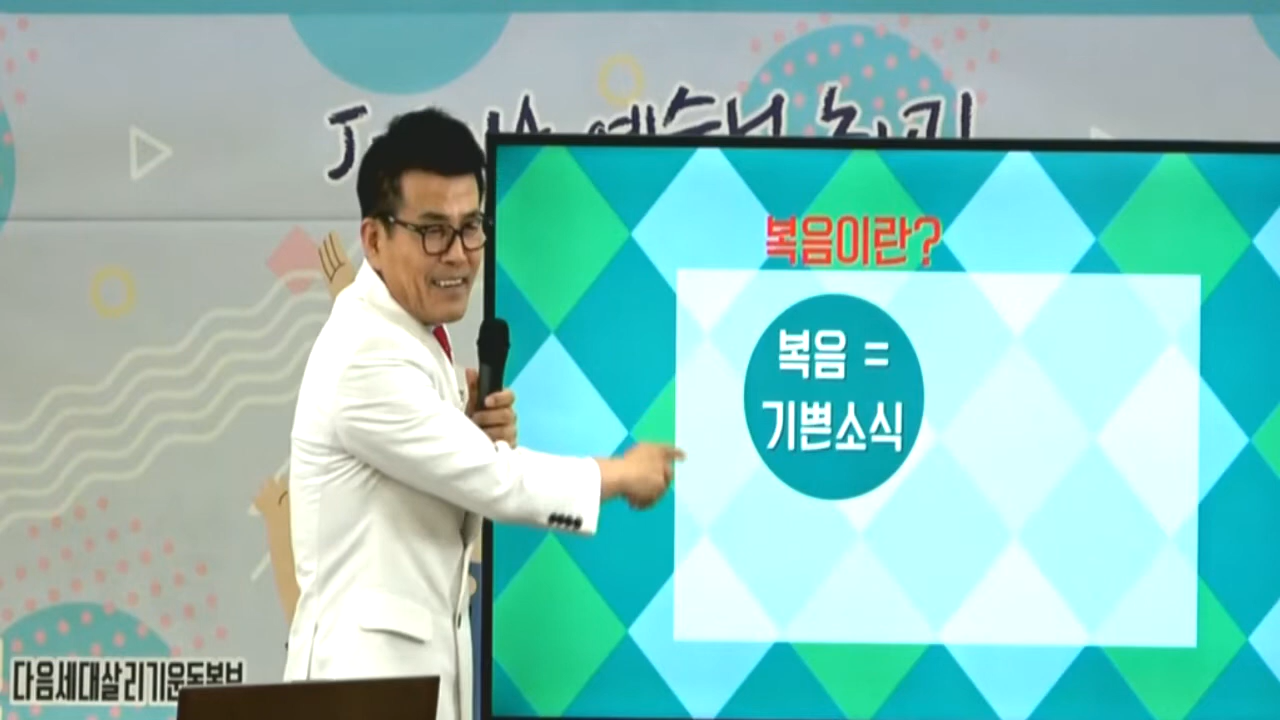 복음이란?
복음 =
기쁜소식
다음세대살리기운동본부